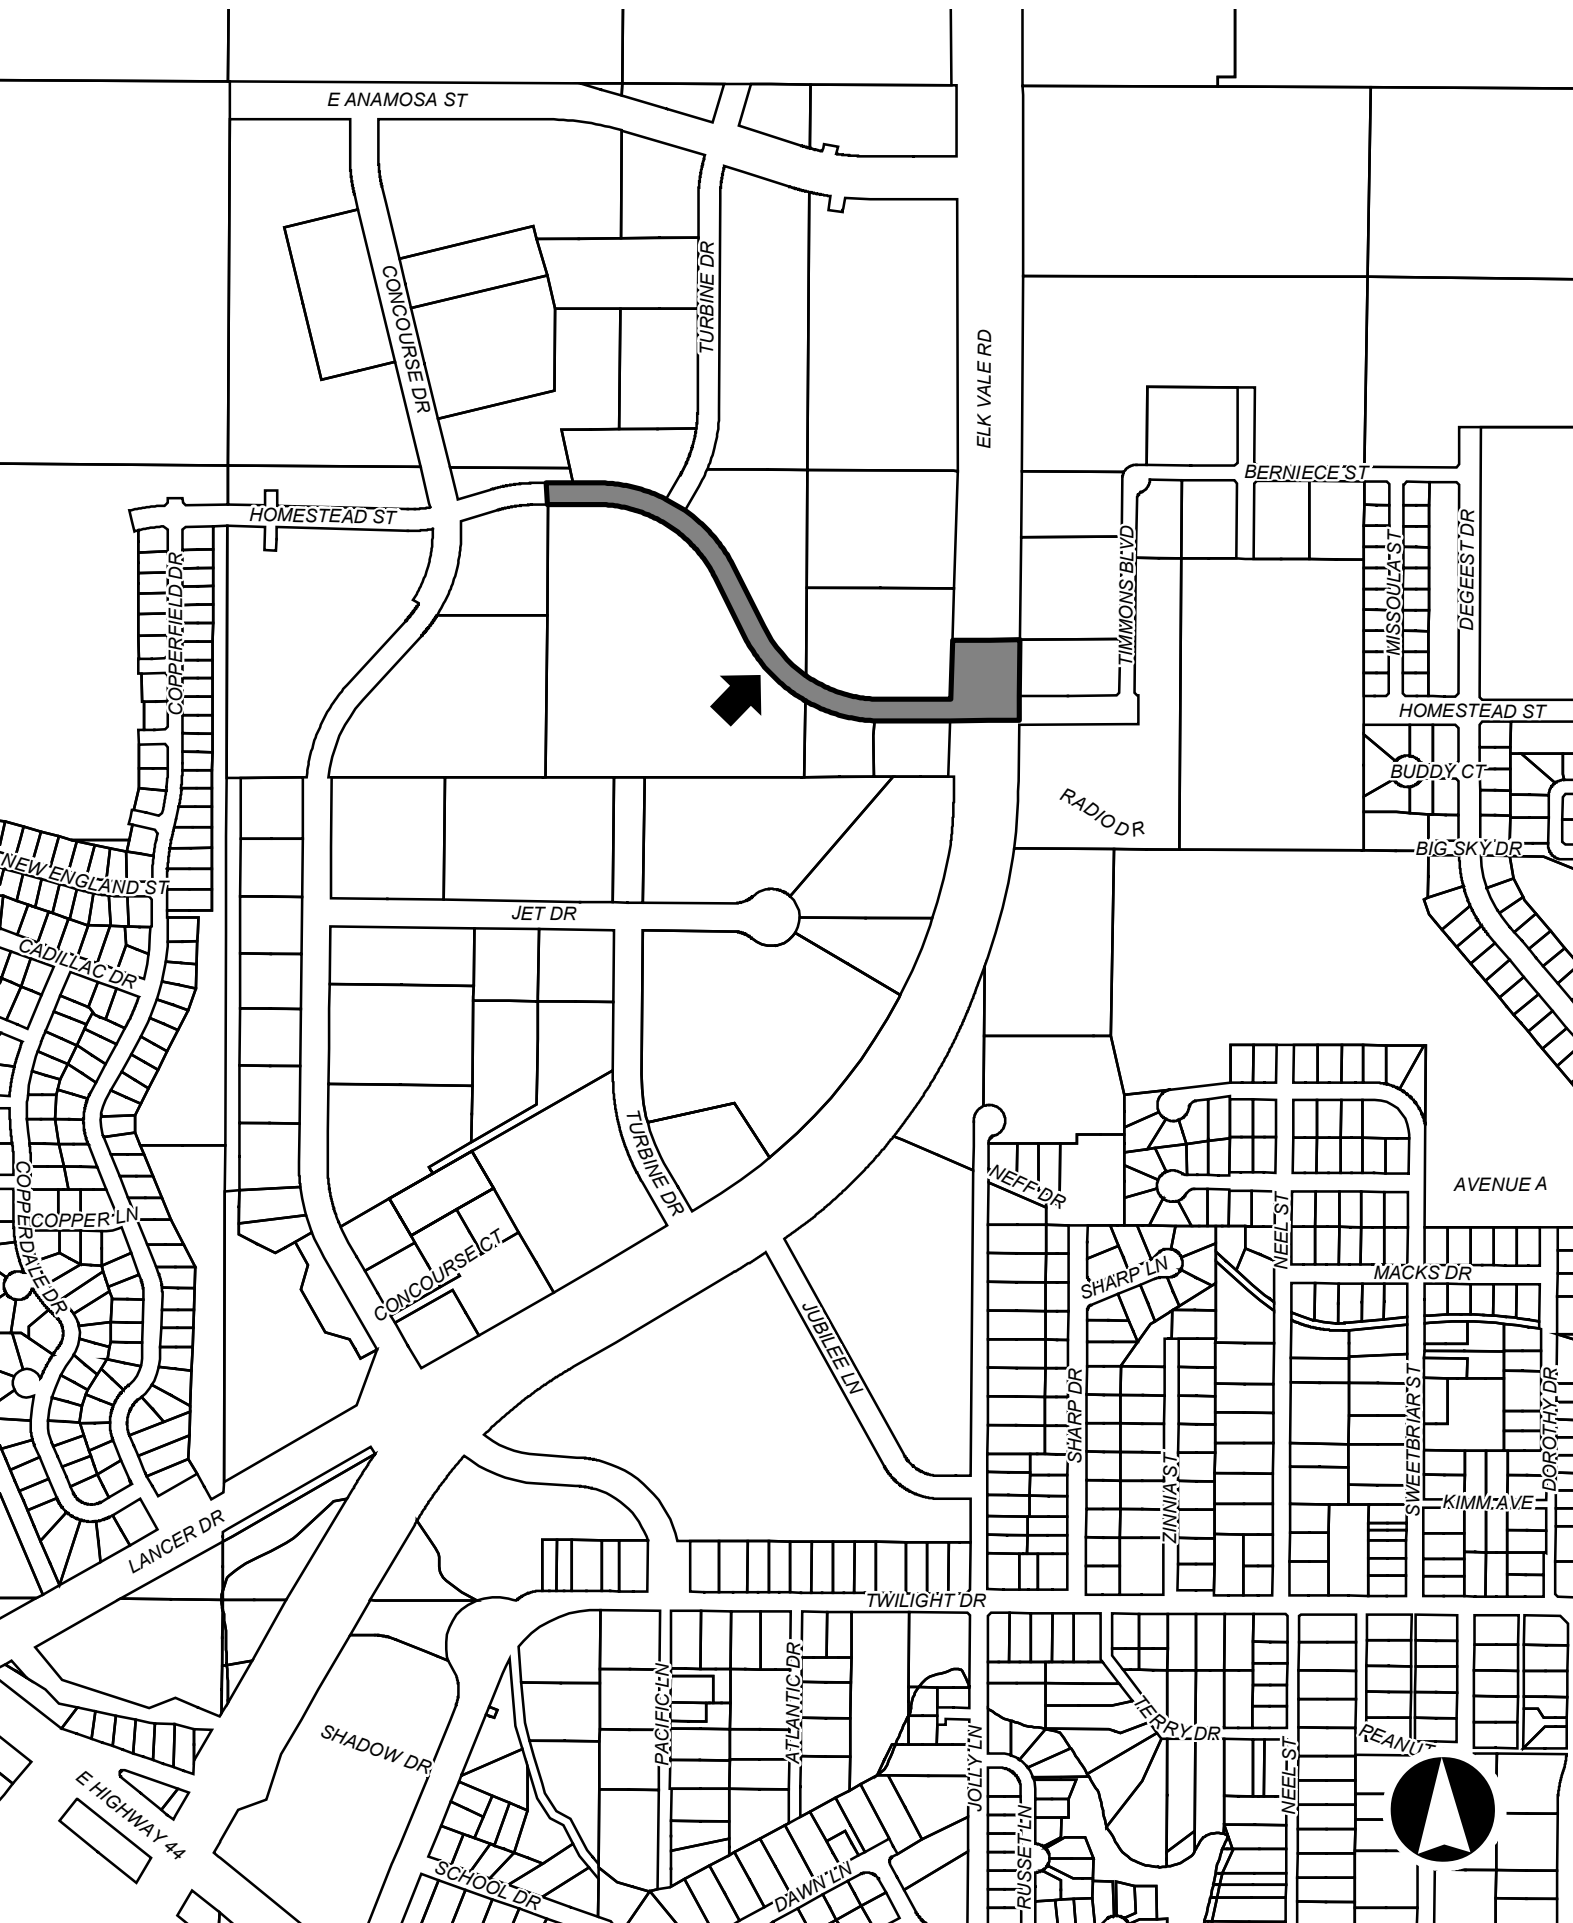 E ANAMOSA ST
CONCOURSE DR
TURBINE DR
ELK VALE RD
BERNIECE ST
HOMESTEAD ST
COPPERFIELD DR
TIMMONS BLVD
MISSOULA ST
DEGEEST DR
HOMESTEAD ST
BUDDY CT
RADIO DR
BIG SKY DR
NEW ENGLAND ST
JET DR
CADILLAC DR
TURBINE DR
NEFF DR
AVENUE A
COPPERDALE DR
COPPER LN
NEEL ST
CONCOURSE CT
SHARP LN
MACKS DR
JUBILEE LN
SHARP DR
SWEETBRIAR ST
DOROTHY DR
ZINNIA ST
KIMM AVE
LANCER DR
TWILIGHT DR
PACIFIC LN
ATLANTIC DR
SHADOW DR
JOLLY LN
TERRY DR
NEEL ST
PEANUT
E HIGHWAY 44
RUSSET LN
SCHOOL DR
DAWN LN